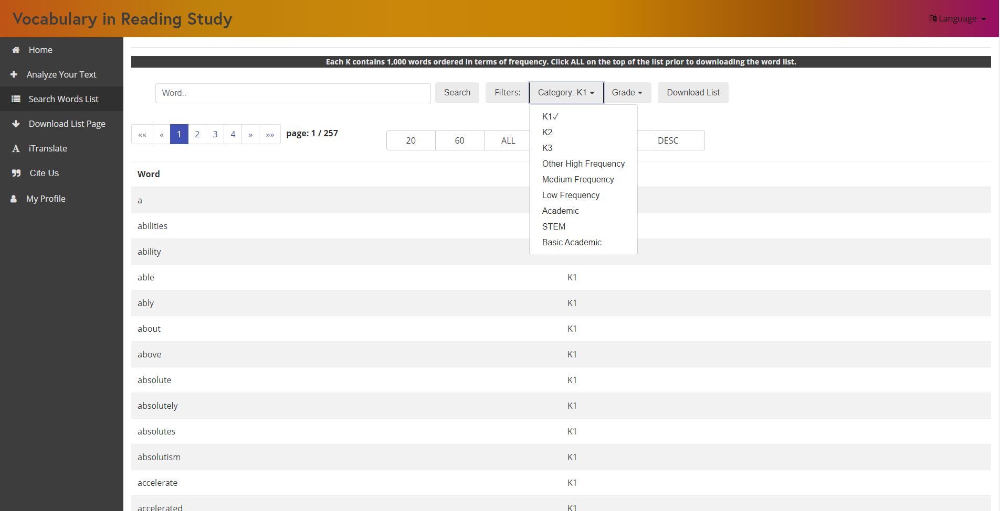 Vocabulary in Reading Study
Language
Home
Analyze Your Text
Search Words List
Download List Page
iTranslate
Cite Us
My Profile
Each K contains 1,000 words ordered in terms of frequency. Click ALL on the top of the list prior to downloading the word list.
Word.. Search Filters: Category: K1 Grade Download List
K1✓
K2
K3
Other High Frequency
Medium Frequency
Low Frequency
Academic
STEM
Basic Academic
«« « 1 2 3 4 » »» page: 1 / 257
20 60 ALL DESC
Word
a
abilities
ability
able K1
ably K1
about K1
above K1
absolute K1
absolutely K1
absolutes K1
absolutism K1
accelerate K1
accelerated K1